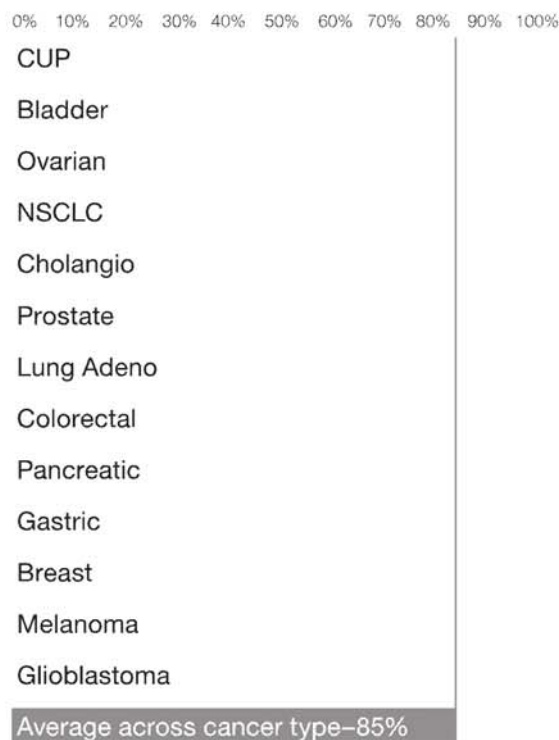 0% 10% 20% 30% 40% 50% 60% 70% 80% 90% 100%
CUP
Bladder
Ovarian
NSCLC
Cholangio
Prostate
Lung Adeno
Colorectal
Pancreatic
Gastric
Breast
Melanoma
Glioblastoma
Average across cancer type–85%